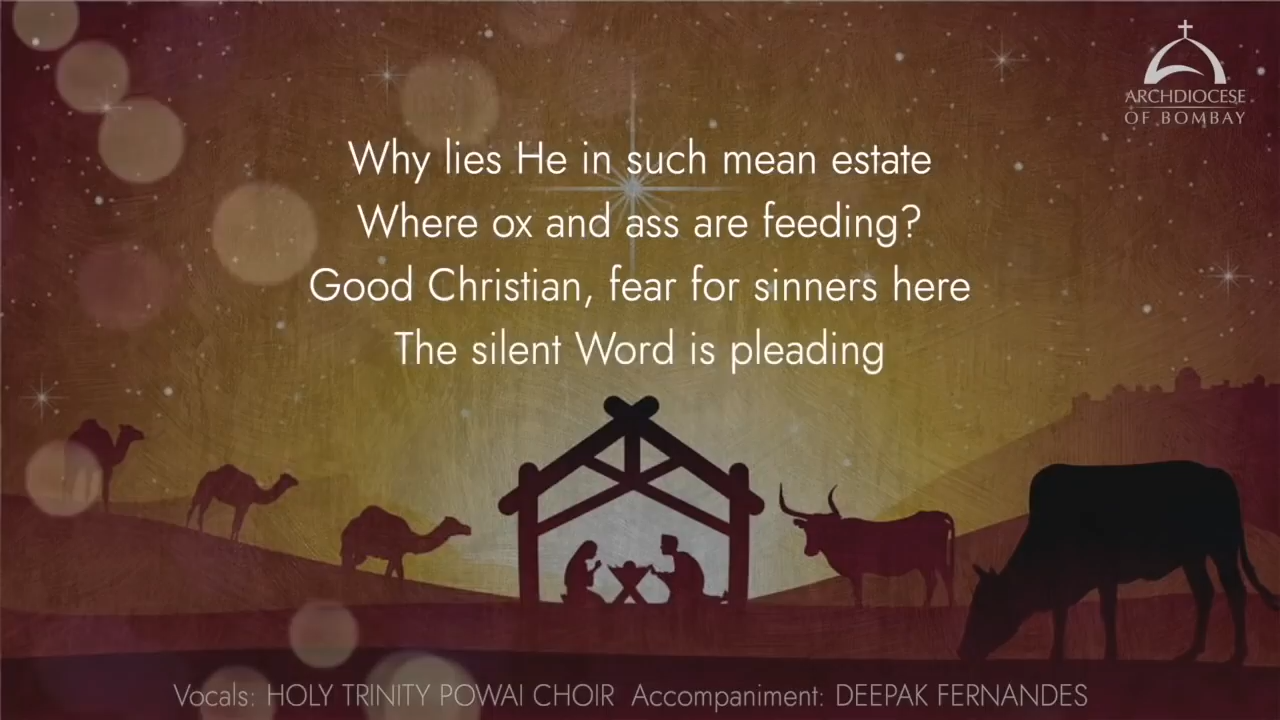 ARCHDIOCESE
OF BOMBAY
Why lies He in such mean estate
Where ox and ass are feeding?
Good Christian, fear for sinners here
The silent Word is pleading
Vocals: HOLY TRINITY POWAI CHOIR Accompaniment: DEEPAK FERNANDES